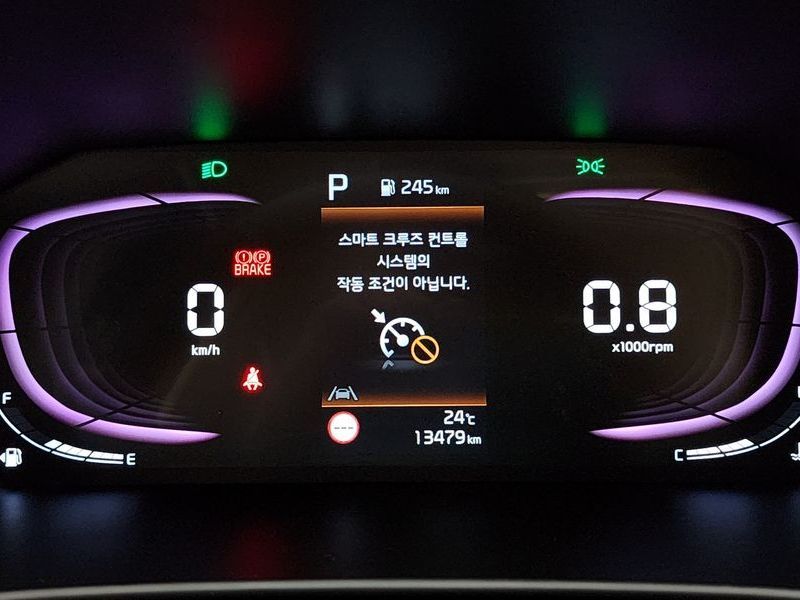 P 245 km
스마트 크루즈 컨트롤
시스템의
작동 조건이 아닙니다.
BRAKE
0
km/h
0.8
x1000rpm
F
E
---
24℃
13479 km
C